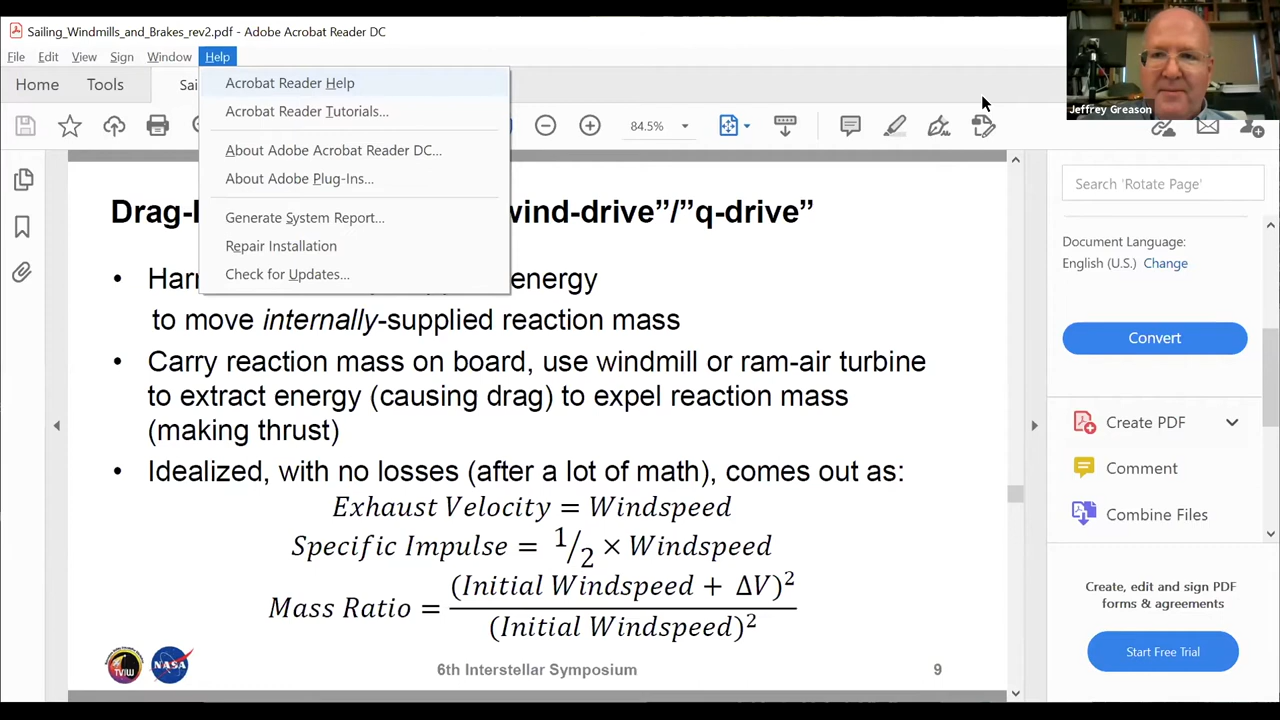 Sailing_Windmills_and_Brakes_rev2.pdf - Adobe Acrobat Reader DC
File Edit View Sign Window Help
Jeffrey Greason
Home Tools Sai
Acrobat Reader Help
Acrobat Reader Tutorials...
84.5%
About Adobe Acrobat Reader DC...
About Adobe Plug-Ins...
Generate System Report...
Repair Installation
Check for Updates...
Search 'Rotate Page'
Document Language:
English (U.S.) Change
Convert
Create PDF
Comment
Combine Files
Create, edit and sign PDF
forms & agreements
Start Free Trial
Drag- wind-drive”/”q-drive”
• Har energy
to move internally-supplied reaction mass
• Carry reaction mass on board, use windmill or ram-air turbine
to extract energy (causing drag) to expel reaction mass
(making thrust)
• Idealized, with no losses (after a lot of math), comes out as:
Exhaust Velocity = Windspeed
Specific Impulse = 1/2 × Windspeed
Mass Ratio = (Initial Windspeed + ΔV)²
(Initial Windspeed)²
TVIW NASA 6th Interstellar Symposium 9